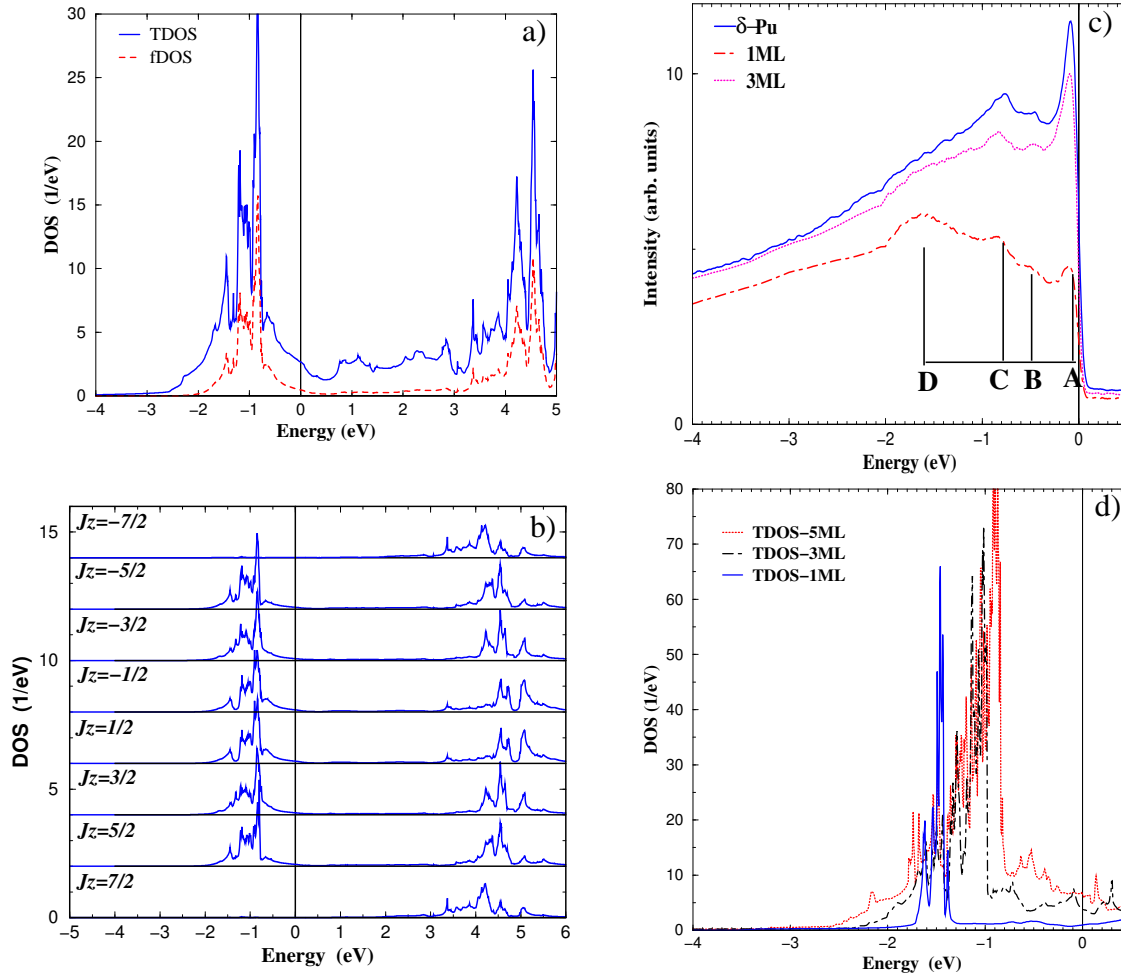 a)
TDOS
fDOS
30
25
20
15
10
5
0
DOS (1/eV)
−4 −3 −2 −1 0 1 2 3 4 5
Energy (eV)
c)
δ−Pu
1ML
3ML
10
0
Intensity (arb. units)
D C B A
−4 −3 −2 −1 0
Energy (eV)
b)
Jz=−7/2
Jz=−5/2
Jz=−3/2
Jz=−1/2
Jz=1/2
Jz=3/2
Jz=5/2
Jz=7/2
15
10
5
0
DOS (1/eV)
−5 −4 −3 −2 −1 0 1 2 3 4 5 6
Energy (eV)
d)
TDOS−5ML
TDOS−3ML
TDOS−1ML
80
70
60
50
40
30
20
10
0
DOS (1/eV)
−4 −3 −2 −1 0
Energy (eV)